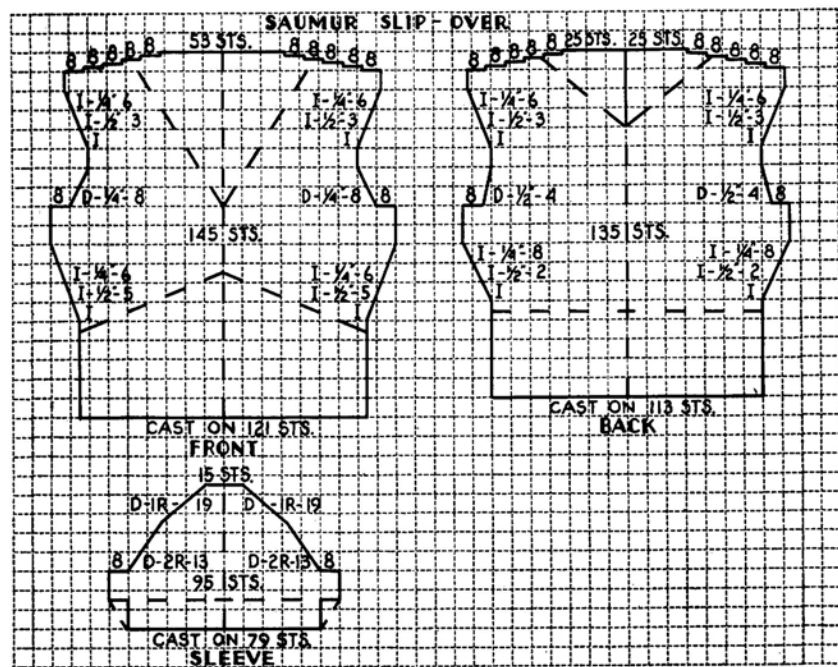 SAUMUR SLIP-OVER
8 8 8 8 8 53 STS. 8 8 8 8 8
I-¼"-6 I-¼"-6
I-½"-3 I-½"-3
I I
8 D-¼"-8 D-¼"-8 8
145 STS.
I-¼"-6 I-¼"-6
I-½"-5 I-½"-5
I I
CAST ON 121 STS.
FRONT
8 8 8 8 8 25 STS. 25 STS. 8 8 8 8 8
I-¼"-6 I-¼"-6
I-½"-3 I-½"-3
I I
8 D-½"-4 D-½"-4 8
135 STS.
I-¼"-8 I-¼"-8
I-½"-2 I-½"-2
I I
CAST ON 113 STS.
BACK
15 STS.
D-1R-19 D-1R-19
8 D-2R-13 D-2R-13 8
95 STS.
CAST ON 79 STS.
SLEEVE